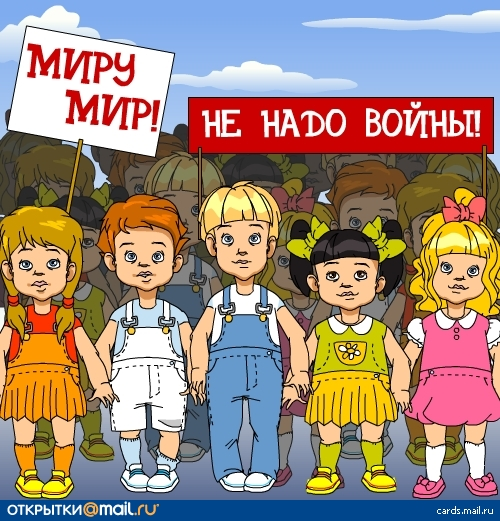 МИРУ
МИР!
НЕ НАДО ВОЙНЫ!
ОТКРЫТКИ@mail.ru
cards.mail.ru